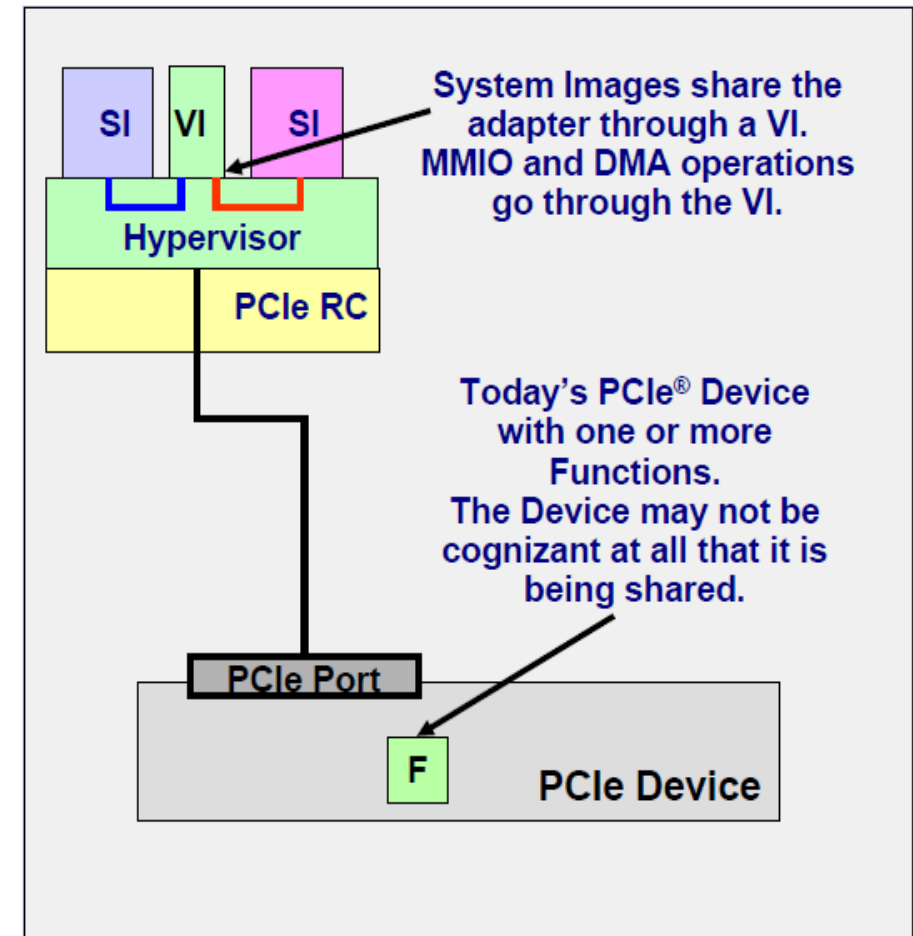 SI
VI
SI
System Images share the
adapter through a VI.
MMIO and DMA operations
go through the VI.
Hypervisor
PCIe RC
Today's PCIe® Device
with one or more
Functions.
The Device may not be
cognizant at all that it is
being shared.
PCIe Port
F
PCIe Device